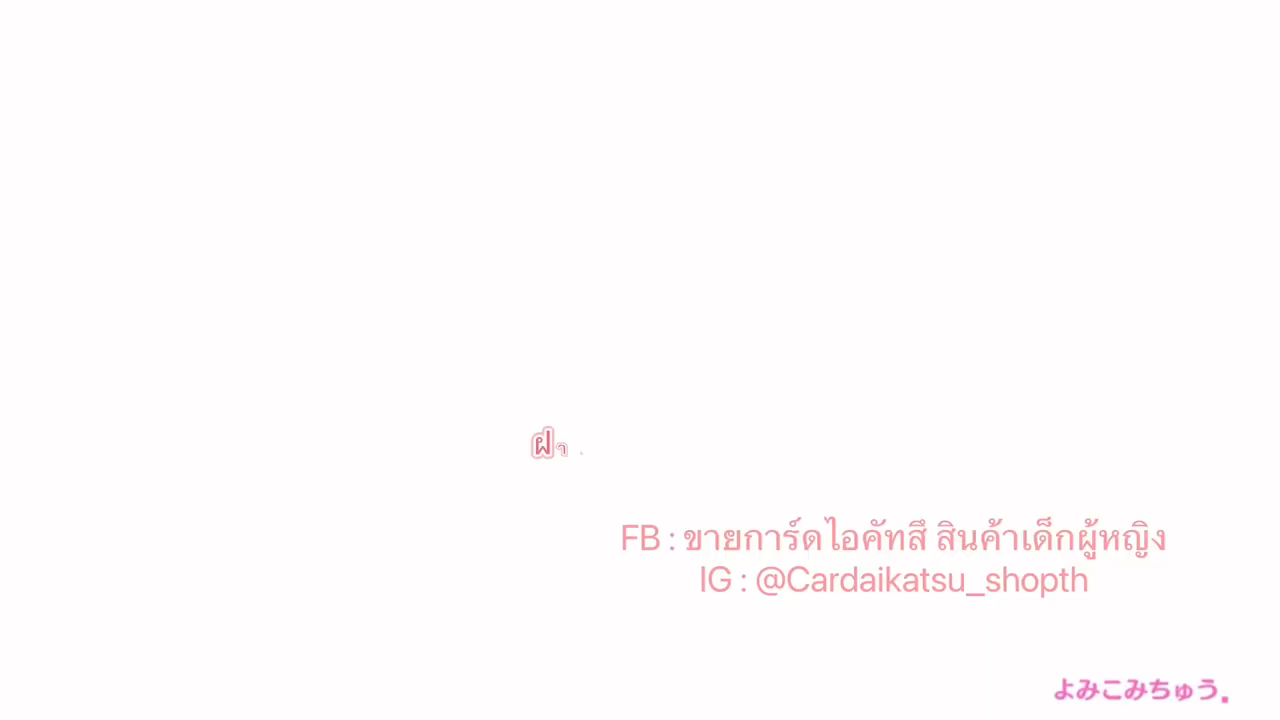 ฝา
FB : ขายการ์ดไอคัทสึ สินค้าเด็กผู้หญิง
IG : @Cardaikatsu_shopth
よみこみちゅう.